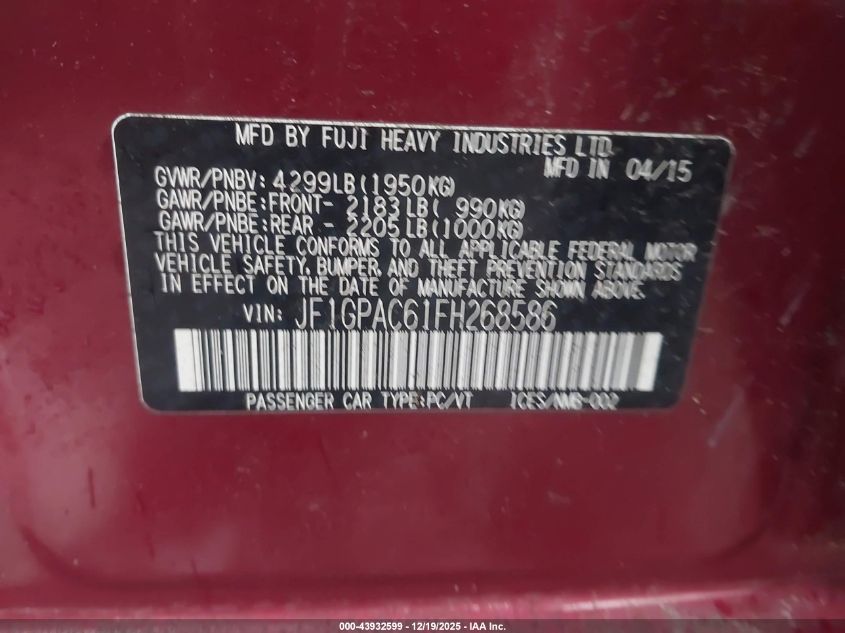 MFD BY FUJI HEAVY INDUSTRIES LTD.
MFD IN 04/15
GVWR/PNBV: 4299LB(1950KG)
GAWR/PNBE:FRONT- 2183LB( 990KG)
GAWR/PNBE:REAR - 2205LB(1000KG)
THIS VEHICLE CONFORMS TO ALL APPLICABLE FEDERAL MOTOR
VEHICLE SAFETY, BUMPER, AND THEFT PREVENTION STANDARDS
IN EFFECT ON THE DATE OF MANUFACTURE SHOWN ABOVE.
VIN: JF1GPAC61FH268586
PASSENGER CAR TYPE:PC/VT ICES/NMB-002
000-43932599 - 12/19/2025 - IAA Inc.